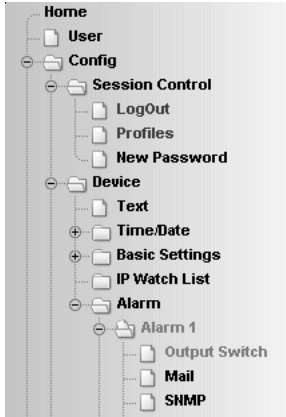 Home
User
Config
Session Control
LogOut
Profiles
New Password
Device
Text
Time/Date
Basic Settings
IP Watch List
Alarm
Alarm 1
Output Switch
Mail
SNMP